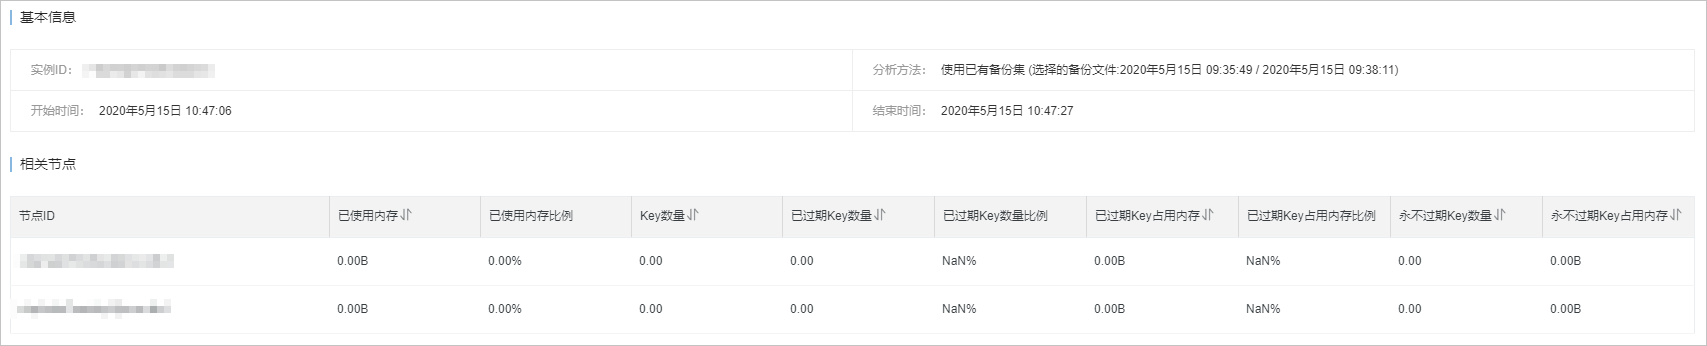 基本信息
实例ID:
分析方法: 使用已有备份集 (选择的备份文件:2020年5月15日 09:35:49 / 2020年5月15日 09:38:11)
开始时间: 2020年5月15日 10:47:06
结束时间: 2020年5月15日 10:47:27
相关节点
节点ID 已使用内存 已使用内存比例 Key数量 已过期Key数量 已过期Key数量比例 已过期Key占用内存 已过期Key占用内存比例 永不过期Key数量 永不过期Key占用内存
0.00B 0.00% 0.00 0.00 NaN% 0.00B NaN% 0.00 0.00B
0.00B 0.00% 0.00 0.00 NaN% 0.00B NaN% 0.00 0.00B